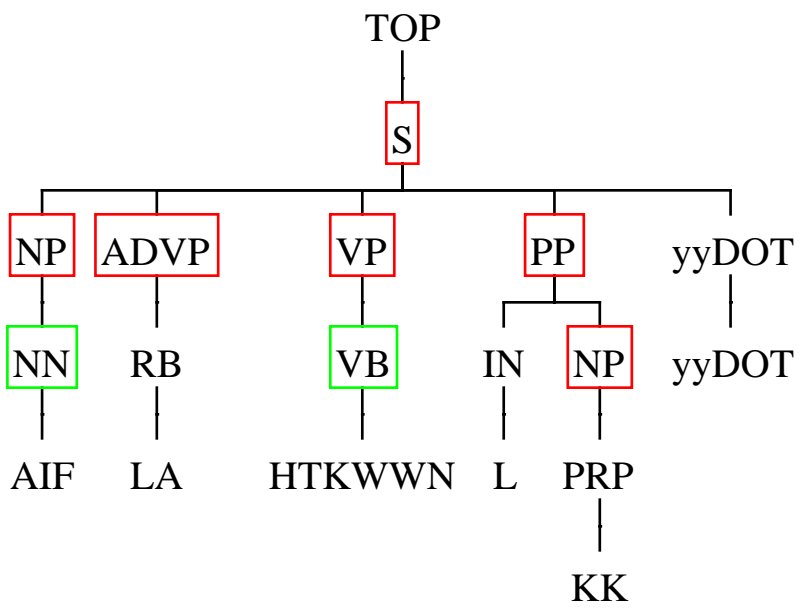 TOP
S
NP ADVP VP PP yyDOT
NN RB VB IN NP yyDOT
AIF LA HTKWWN L PRP
KK